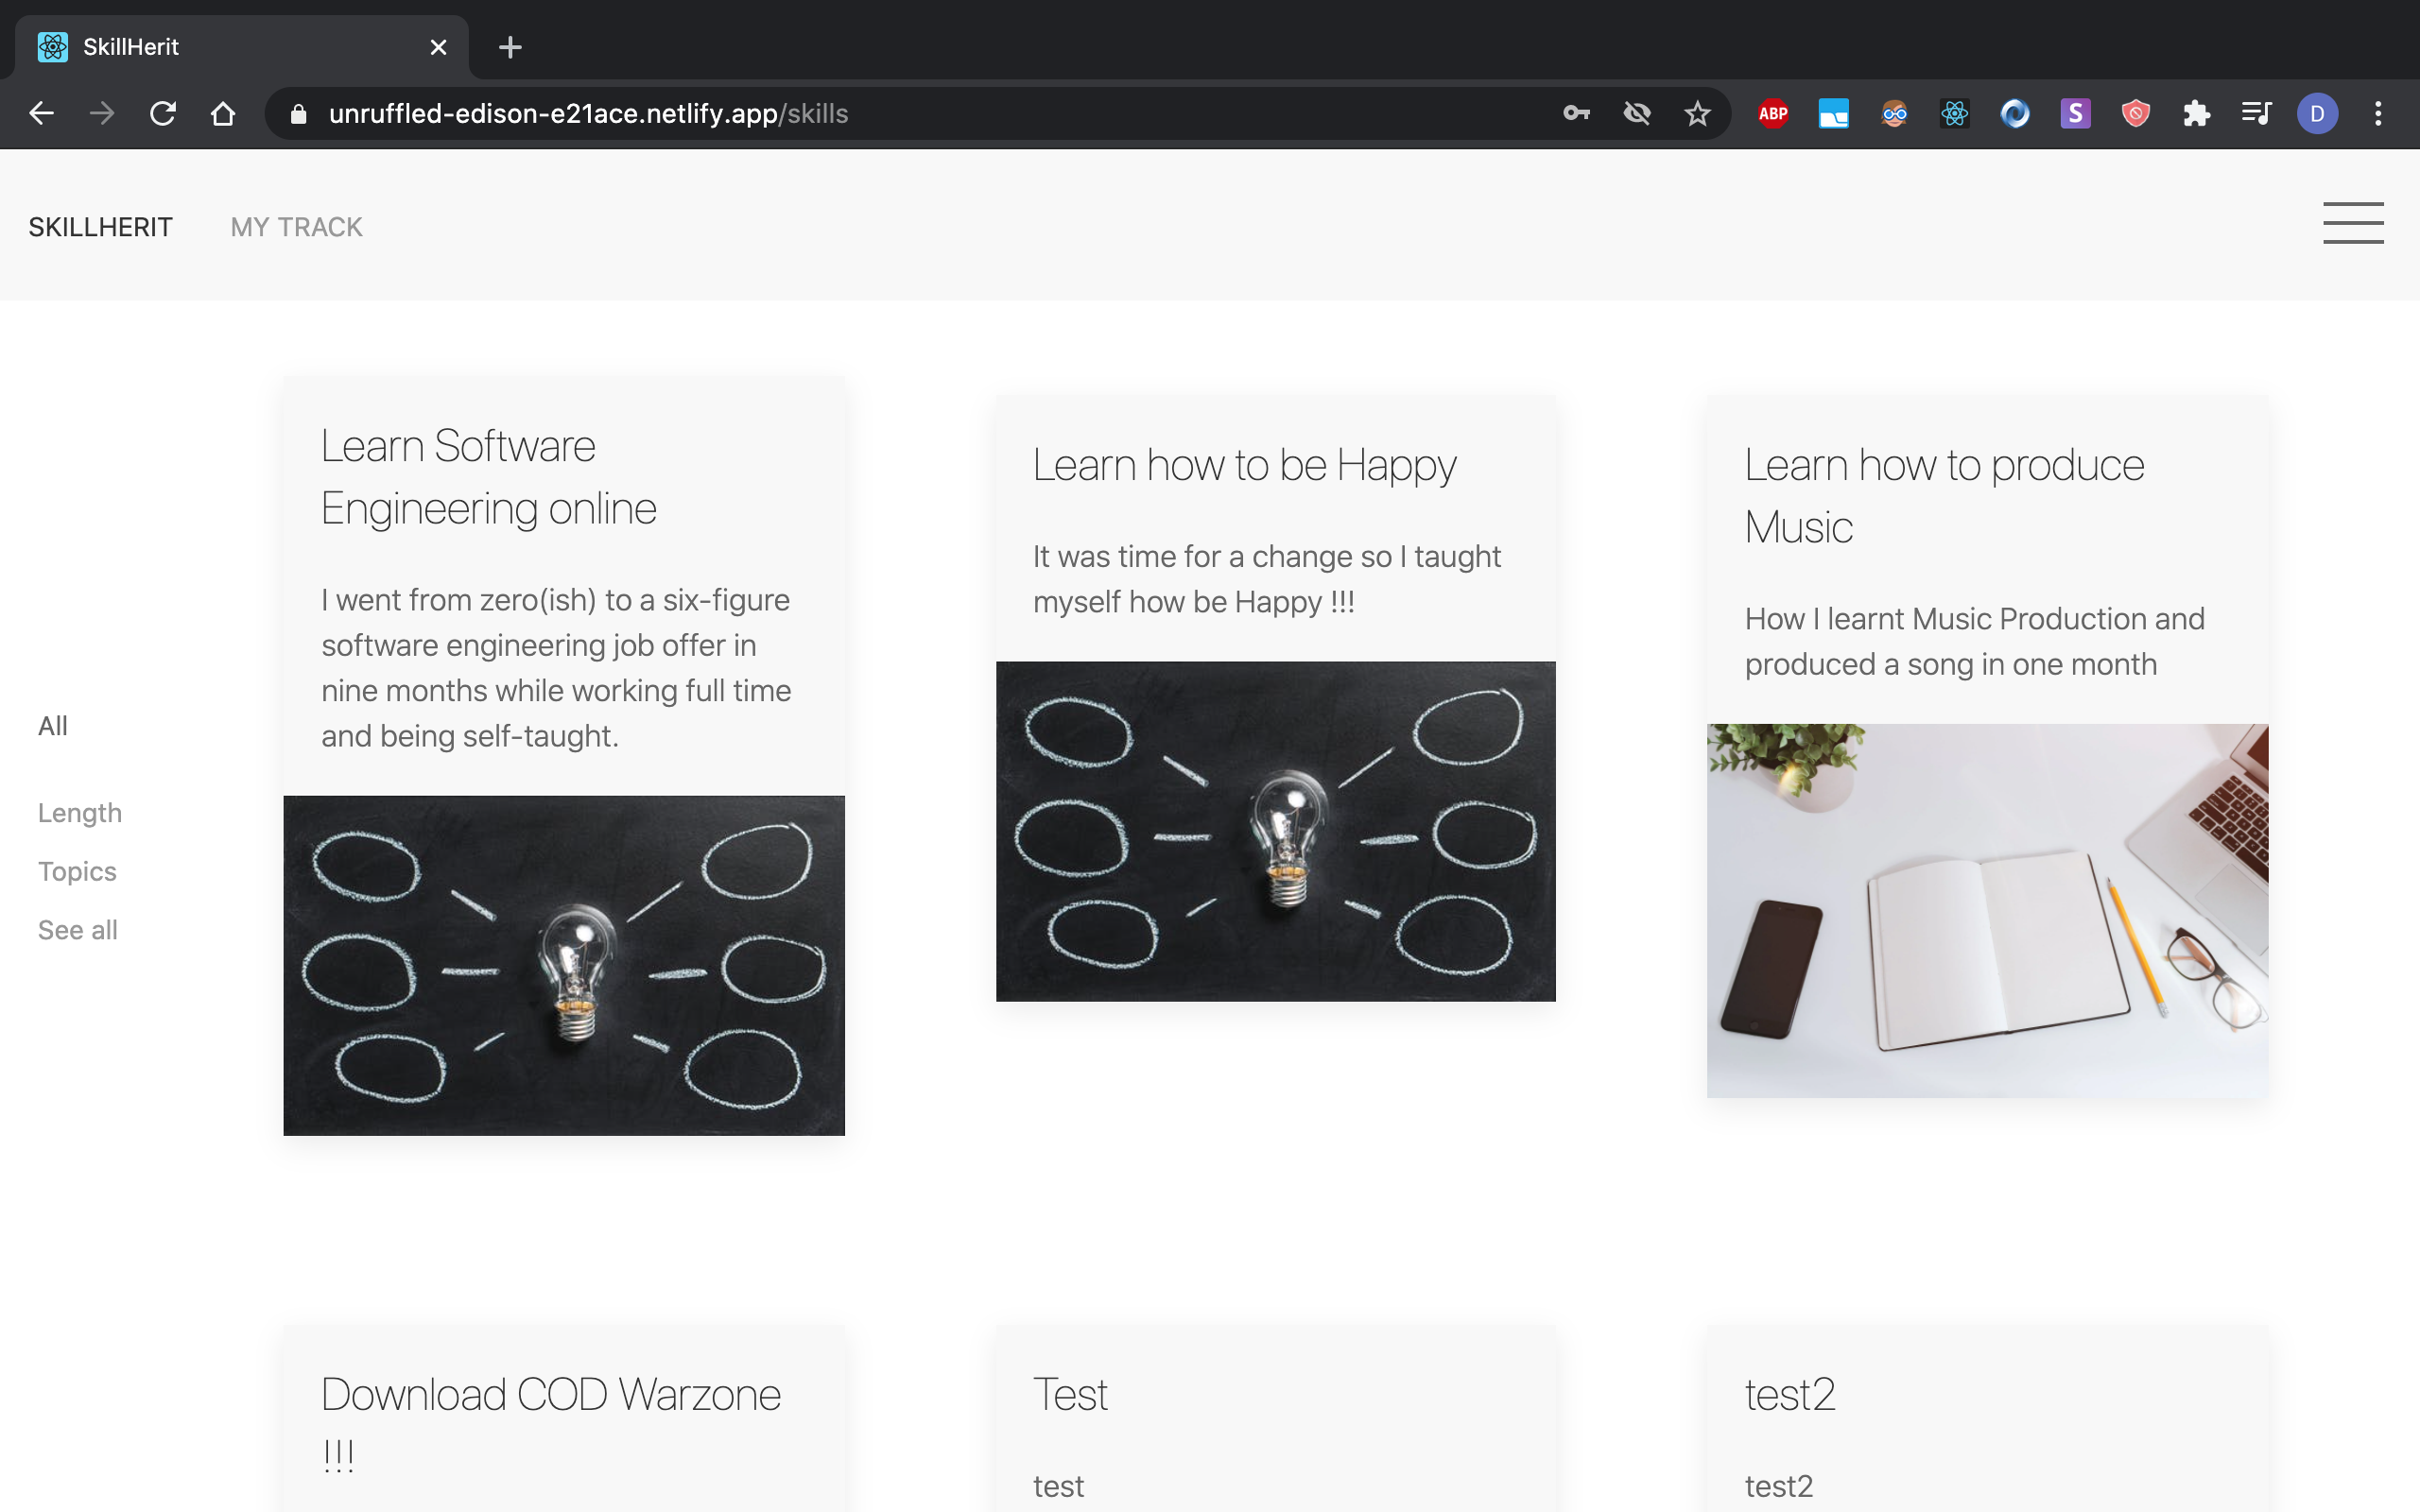 SkillHerit
unruffled-edison-e21ace.netlify.app/skills
ABP
S
D
SKILLHERIT
MY TRACK
All
Length
Topics
See all
Learn Software
Engineering online
I went from zero(ish) to a six-figure
software engineering job offer in
nine months while working full time
and being self-taught.
Learn how to be Happy
It was time for a change so I taught
myself how be Happy !!!
Learn how to produce
Music
How I learnt Music Production and
produced a song in one month
Download COD Warzone
!!!
Test
test
test2
test2